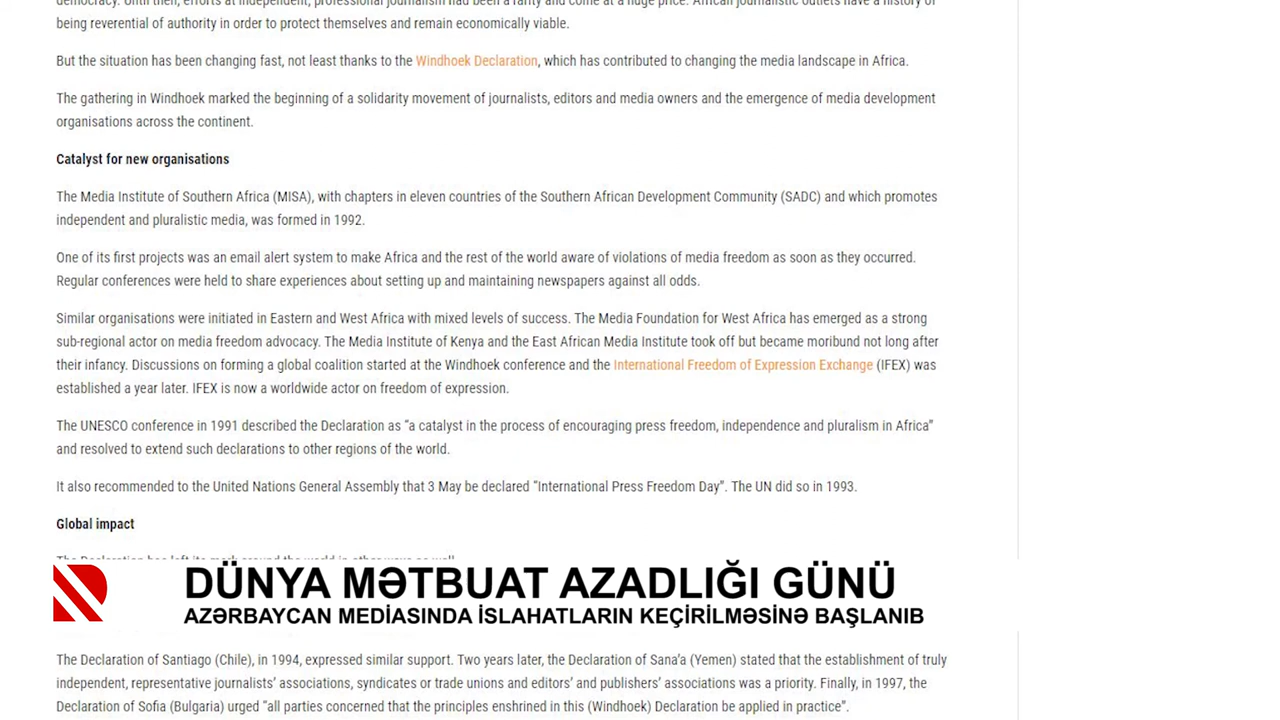 democracy. Until then, efforts at independent, professional journalism had been a rarity and come at a huge price. African journalistic outlets have a history of
being reverential of authority in order to protect themselves and remain economically viable.
But the situation has been changing fast, not least thanks to the Windhoek Declaration, which has contributed to changing the media landscape in Africa.
The gathering in Windhoek marked the beginning of a solidarity movement of journalists, editors and media owners and the emergence of media development
organisations across the continent.
Catalyst for new organisations
The Media Institute of Southern Africa (MISA), with chapters in eleven countries of the Southern African Development Community (SADC) and which promotes
independent and pluralistic media, was formed in 1992.
One of its first projects was an email alert system to make Africa and the rest of the world aware of violations of media freedom as soon as they occurred.
Regular conferences were held to share experiences about setting up and maintaining newspapers against all odds.
Similar organisations were initiated in Eastern and West Africa with mixed levels of success. The Media Foundation for West Africa has emerged as a strong
sub-regional actor on media freedom advocacy. The Media Institute of Kenya and the East African Media Institute took off but became moribund not long after
their infancy. Discussions on forming a global coalition started at the Windhoek conference and the International Freedom of Expression Exchange (IFEX) was
established a year later. IFEX is now a worldwide actor on freedom of expression.
The UNESCO conference in 1991 described the Declaration as “a catalyst in the process of encouraging press freedom, independence and pluralism in Africa”
and resolved to extend such declarations to other regions of the world.
It also recommended to the United Nations General Assembly that 3 May be declared “International Press Freedom Day”. The UN did so in 1993.
Global impact
The Declaration has left its mark around the world in other ways as well.
DÜNYA MƏTBUAT AZADLIĞI GÜNÜ
AZƏRBAYCAN MEDİASINDA İSLAHATLARIN KEÇİRİLMƏSİNƏ BAŞLANIB
The Declaration of Santiago (Chile), in 1994, expressed similar support. Two years later, the Declaration of Sana’a (Yemen) stated that the establishment of truly
independent, representative journalists’ associations, syndicates or trade unions and editors’ and publishers’ associations was a priority. Finally, in 1997, the
Declaration of Sofia (Bulgaria) urged “all parties concerned that the principles enshrined in this (Windhoek) Declaration be applied in practice”.